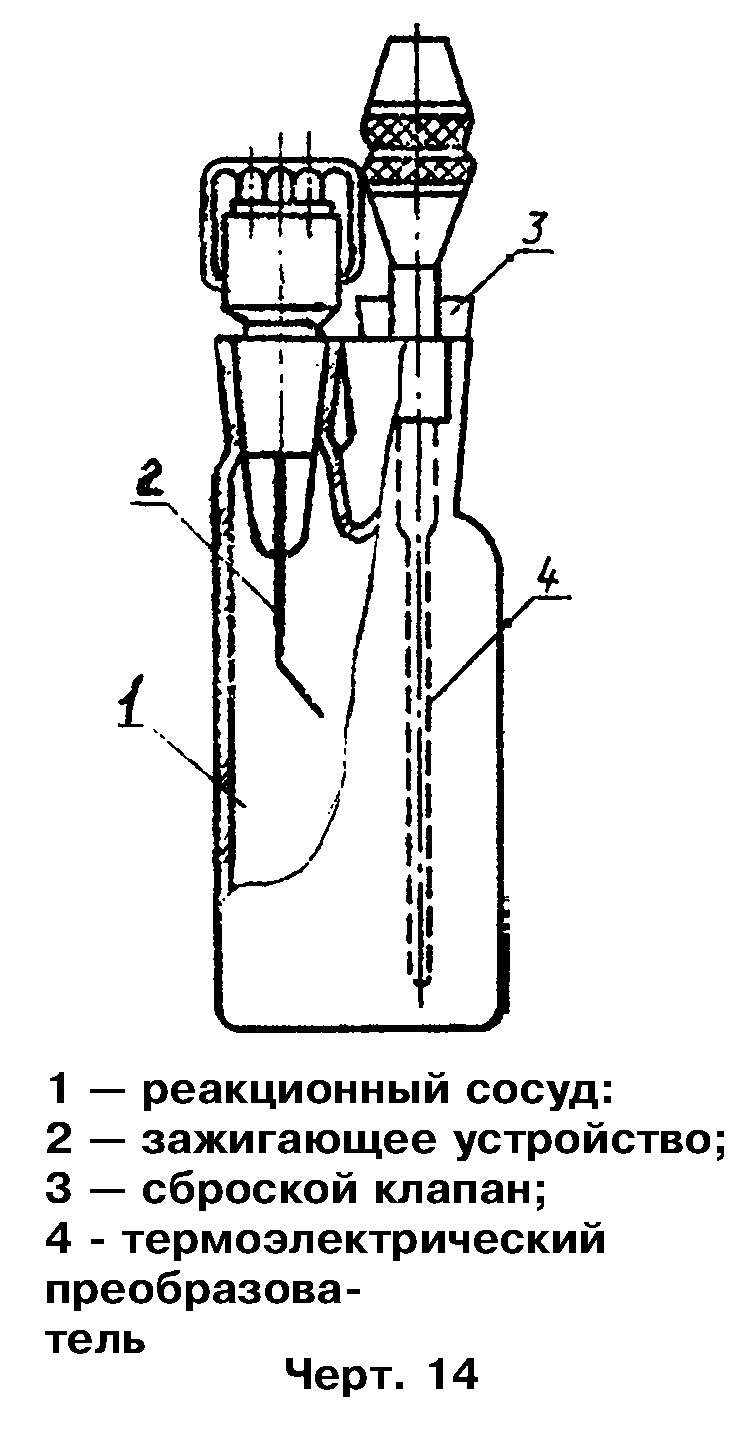 3
2
4
1
1 — реакционный сосуд:
2 — зажигающее устройство;
3 — сброской клапан;
4 - термоэлектрический
преобразова-
тель
Черт. 14